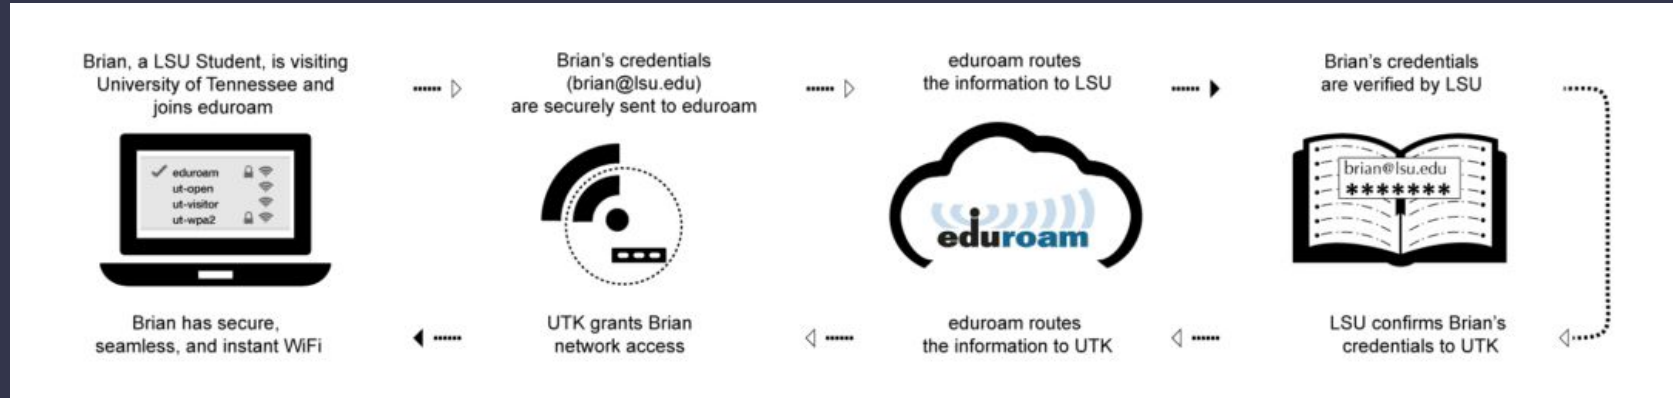 Brian, a LSU Student, is visiting
University of Tennessee and
joins eduroam
Brian's credentials
(brian@lsu.edu)
are securely sent to eduroam
eduroam routes
the information to LSU
Brian's credentials
are verified by LSU
eduroam
ut-open
ut-visitor
ut-wpa2
eduroam
brian@lsu.edu
*******
Brian has secure,
seamless, and instant WiFi
UTK grants Brian
network access
eduroam routes
the information to UTK
LSU confirms Brian's
credentials to UTK